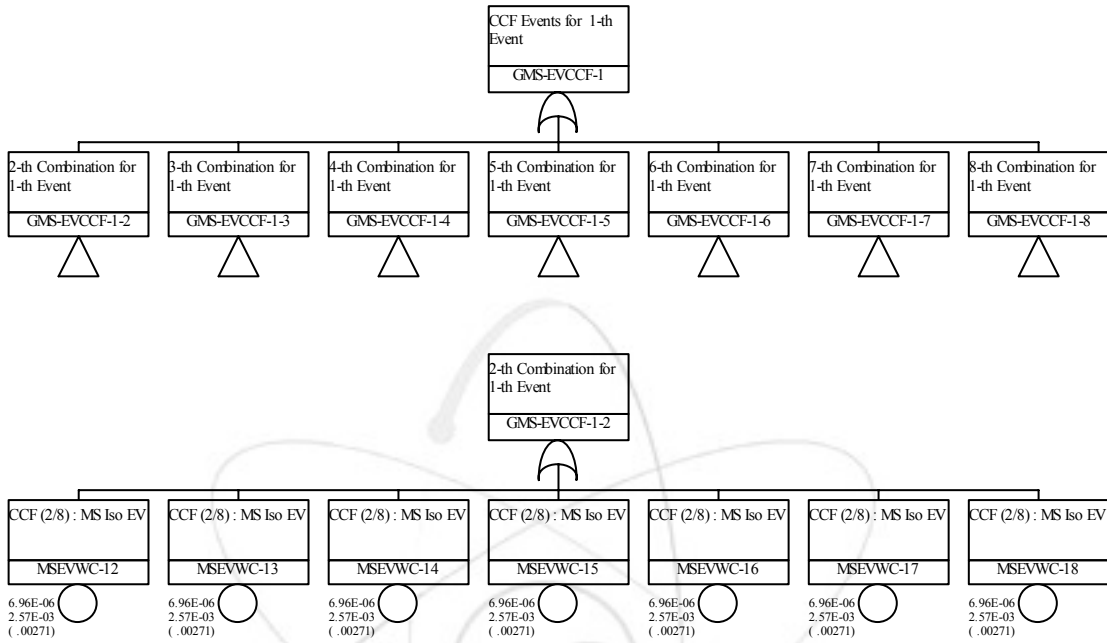 CCF Events for 1-th
Event
GMS-EVCCF-1
2-th Combination for
1-th Event
GMS-EVCCF-1-2
3-th Combination for
1-th Event
GMS-EVCCF-1-3
4-th Combination for
1-th Event
GMS-EVCCF-1-4
5-th Combination for
1-th Event
GMS-EVCCF-1-5
6-th Combination for
1-th Event
GMS-EVCCF-1-6
7-th Combination for
1-th Event
GMS-EVCCF-1-7
8-th Combination for
1-th Event
GMS-EVCCF-1-8
2-th Combination for
1-th Event
GMS-EVCCF-1-2
CCF (2/8) : MS Iso EV
MSEVWC-12
6.96E-06
2.57E-03
( .00271)
CCF (2/8) : MS Iso EV
MSEVWC-13
6.96E-06
2.57E-03
( .00271)
CCF (2/8) : MS Iso EV
MSEVWC-14
6.96E-06
2.57E-03
( .00271)
CCF (2/8) : MS Iso EV
MSEVWC-15
6.96E-06
2.57E-03
( .00271)
CCF (2/8) : MS Iso EV
MSEVWC-16
6.96E-06
2.57E-03
( .00271)
CCF (2/8) : MS Iso EV
MSEVWC-17
6.96E-06
2.57E-03
( .00271)
CCF (2/8) : MS Iso EV
MSEVWC-18
6.96E-06
2.57E-03
( .00271)